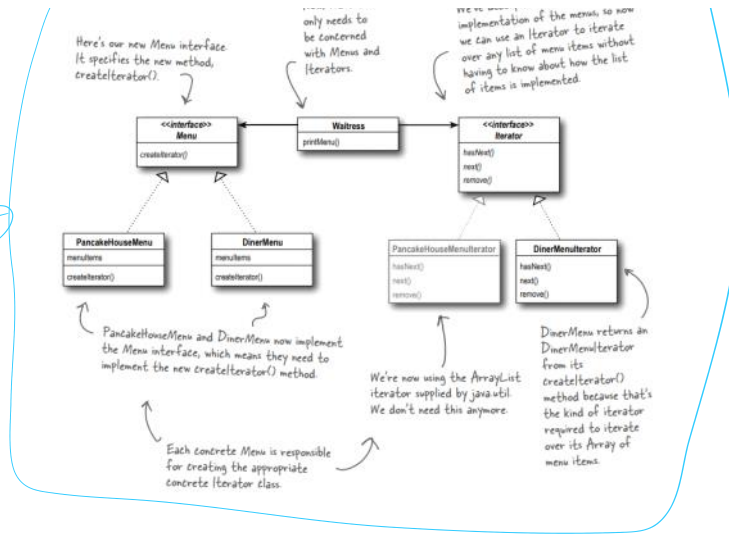 only needs to
be concerned
with Menus and
Iterators.
implementation of the menus, so now
we can use an Iterator to iterate
over any list of menu items without
having to know about how the list
of items is implemented.
Here's our new Menu interface.
It specifies the new method,
createIterator().
<<interface>>
Menu
createIterator()
Waitress
printMenu()
<<interface>>
Iterator
hasNext()
next()
remove()
PancakeHouseMenu
menuItems
createIterator()
DinerMenu
menuItems
createIterator()
PancakeHouseMenuIterator
hasNext()
next()
remove()
DinerMenuIterator
hasNext()
next()
remove()
PancakeHouseMenu and DinerMenu now implement
the Menu interface, which means they need to
implement the new createIterator() method.
We're now using the ArrayList
iterator supplied by java.util.
We don't need this anymore.
DinerMenu returns an
DinerMenuIterator
from its
createIterator()
method because that's
the kind of iterator
required to iterate
over its Array of
menu items.
Each concrete Menu is responsible
for creating the appropriate
concrete Iterator class.